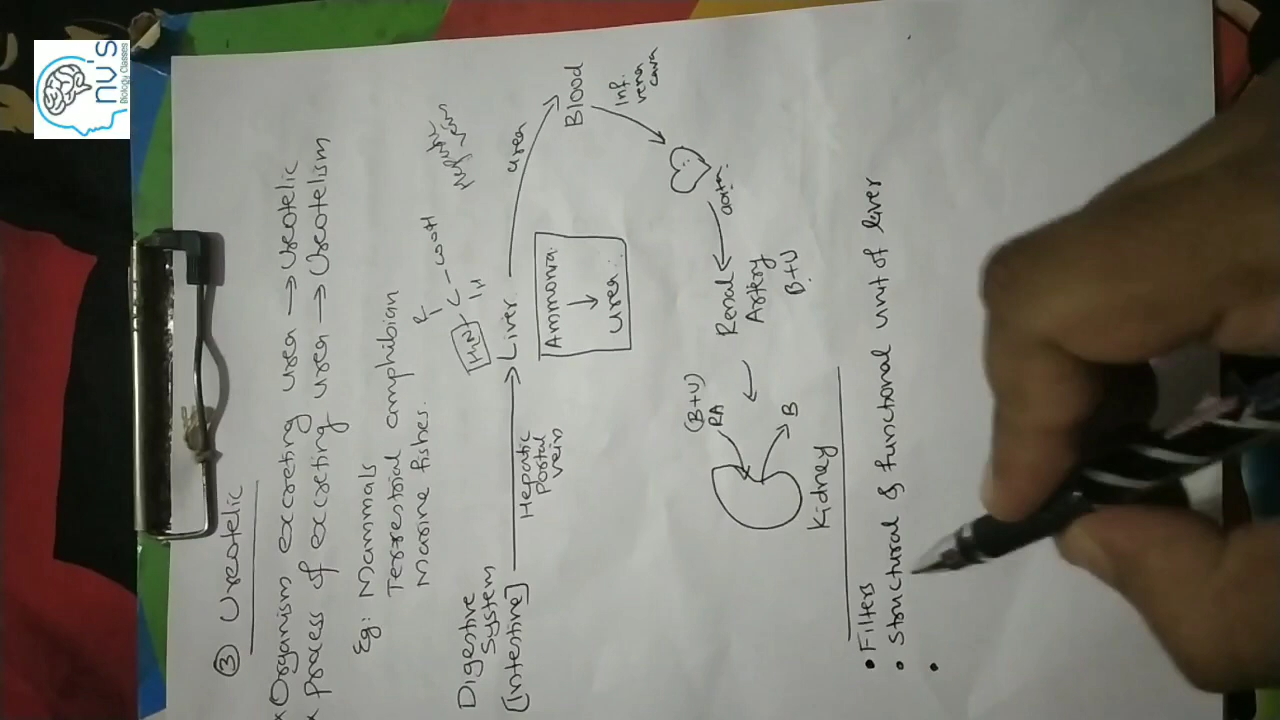 nu's
Biology Classes
③ Ureotelic
x Organism excreting urea → Ureotelic
x Process of excreting urea → Ureotelism
Eg: Mammals
Terrestrial amphibian
Marine fishes.
R
H2N - C - COOH
H
Hepatic
vein
Digestive
System
[Intestine]
Hepatic
Portal
vein
Liver
urea
Blood
Ammonia
↓
Urea
Inf.
vena
cava
aorta
Renal
Artery
B+U
(B+U)
RA
B
Kidney
• Filters
• Structural & functional unit of liver
•